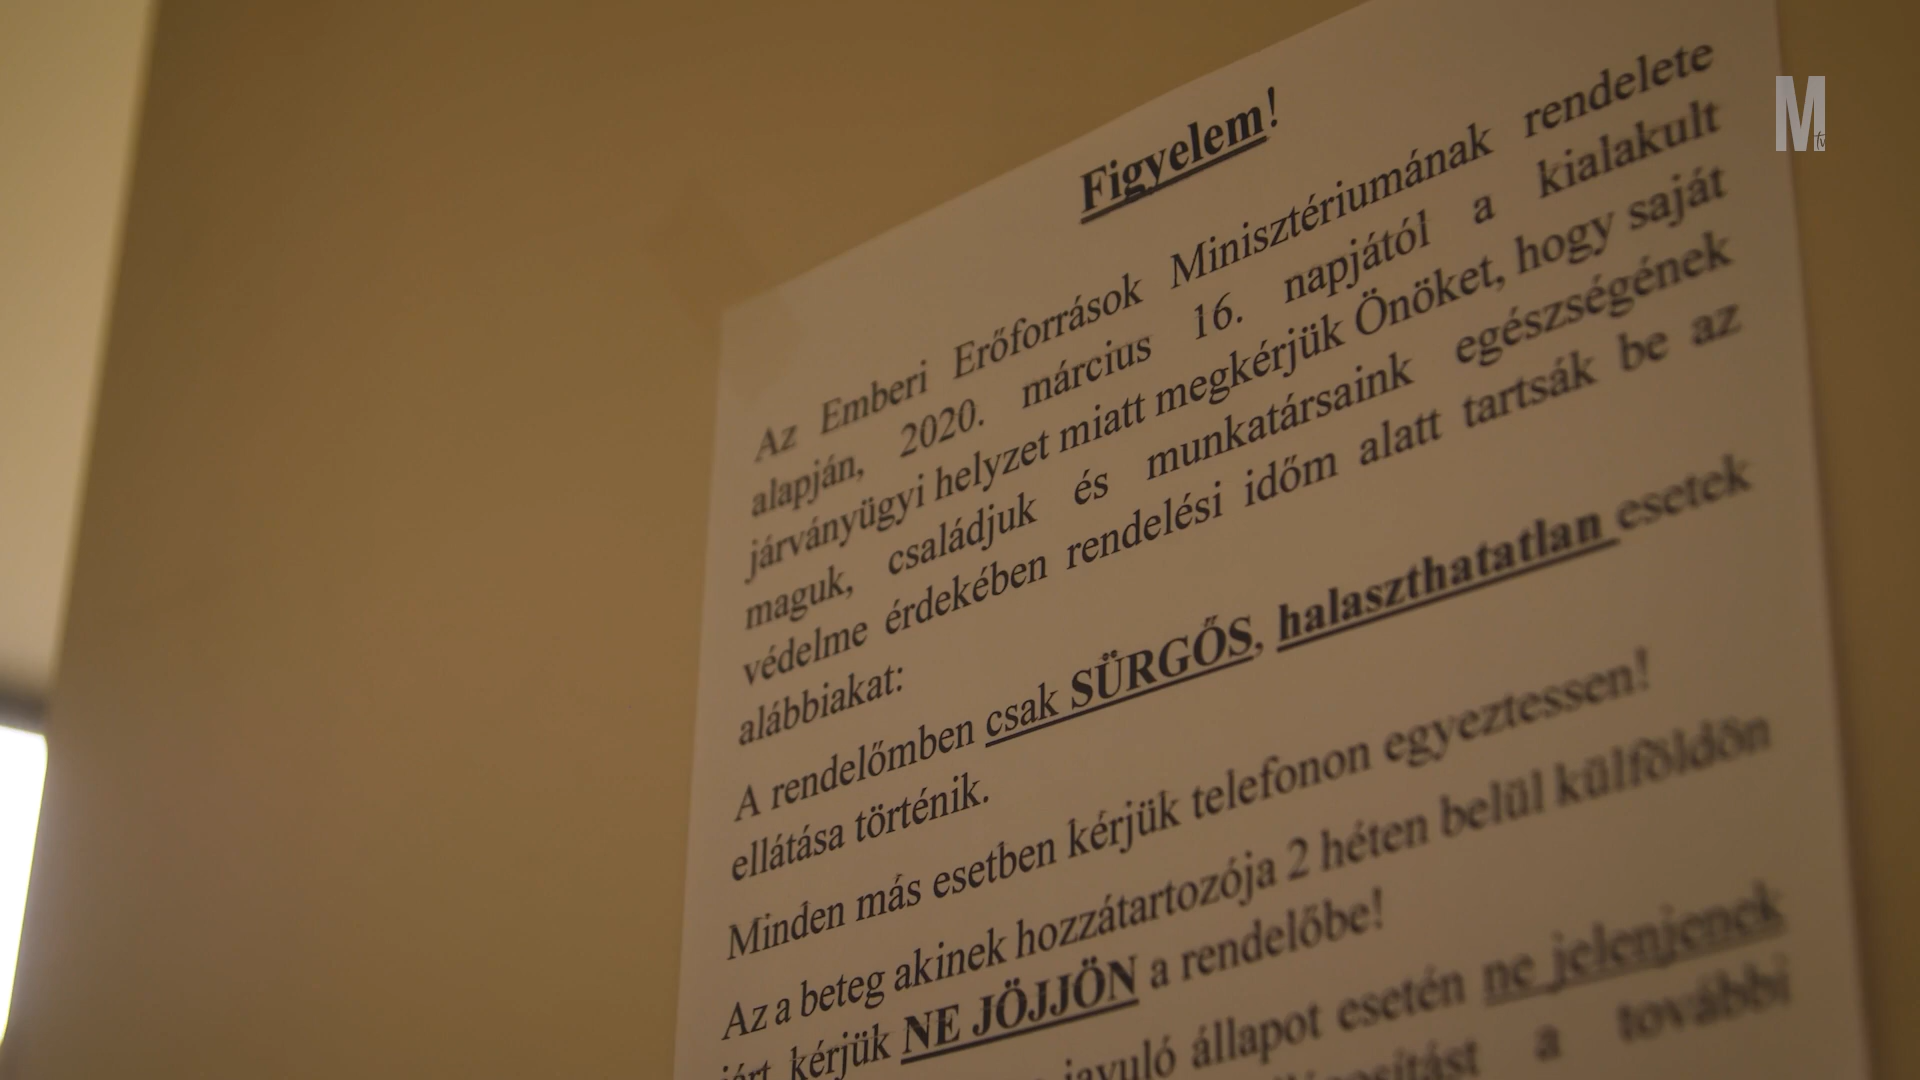 Figyelem!
Az Emberi Erőforrások Minisztériumának rendelete
alapján, 2020. március 16. napjától a kialakult
járványügyi helyzet miatt megkérjük Önöket, hogy saját
maguk, családjuk és munkatársaink egészségének
védelme érdekében rendelési időm alatt tartsák be az
alábbiakat:
A rendelőmben csak SÜRGŐS, halaszthatatlan esetek
ellátása történik.
Minden más esetben kérjük telefonon egyeztessen!
Az a beteg akinek hozzátartozója 2 héten belül külföldön
járt kérjük NE JÖJJÖN a rendelőbe!
javuló állapot esetén ne jelenjenek
a további
M tv